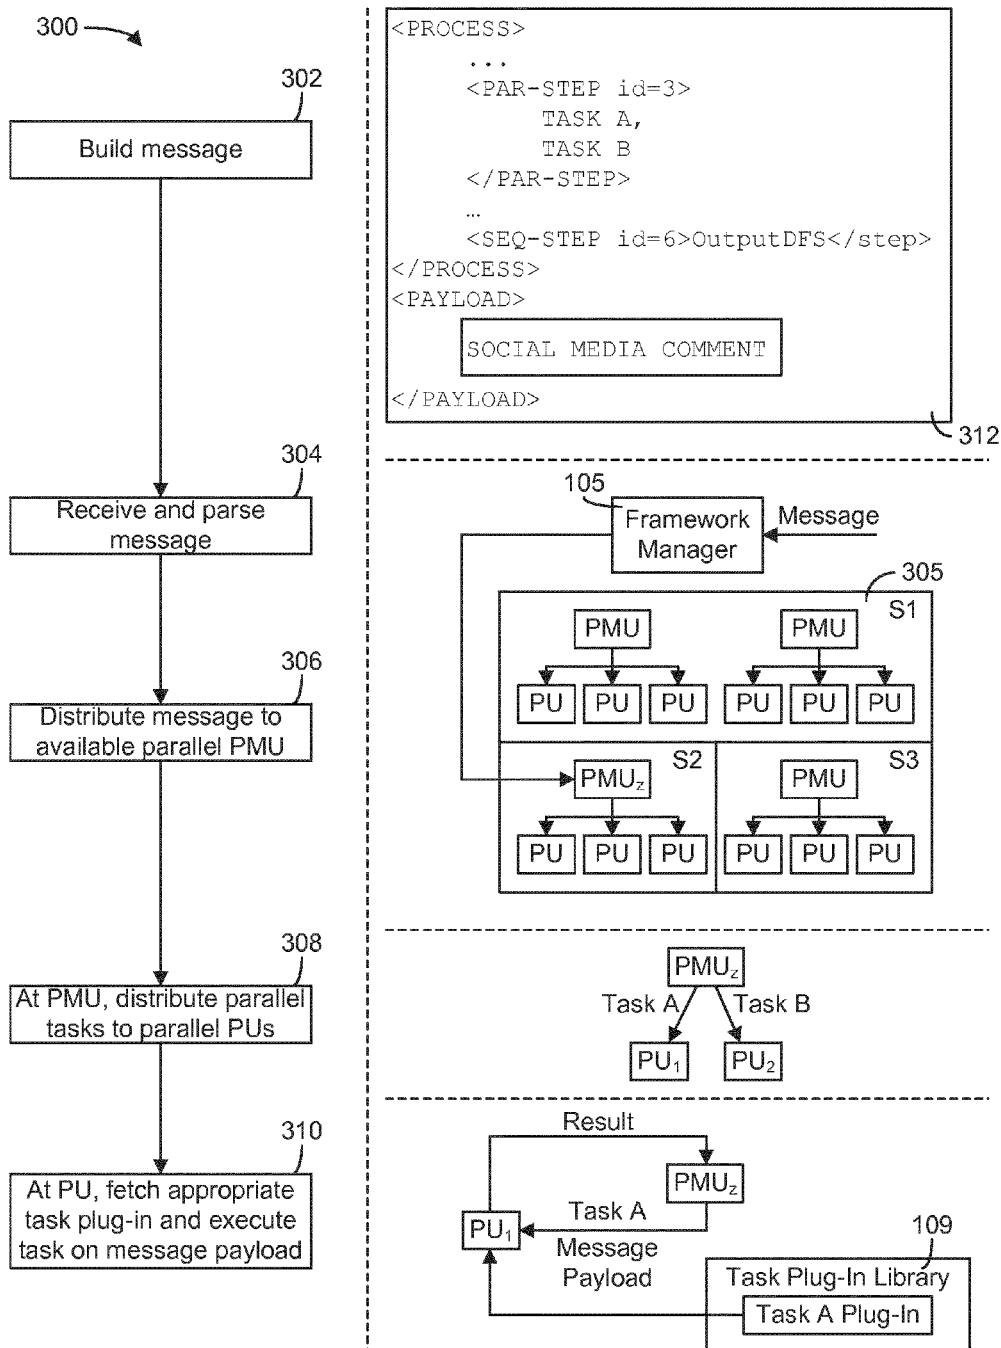 300
302
Build message
304
Receive and parse
message
306
Distribute message to
available parallel PMU
308
At PMU, distribute parallel
tasks to parallel PUs
310
At PU, fetch appropriate
task plug-in and execute
task on message payload
<PROCESS>
...
<PAR-STEP id=3>
TASK A,
TASK B
</PAR-STEP>
...
<SEQ-STEP id=6>OutputDFS</step>
</PROCESS>
<PAYLOAD>
SOCIAL MEDIA COMMENT
</PAYLOAD>
312
105
Framework
Manager
Message
305
S1
PMU
PMU
PU PU PU PU PU PU
S2
S3
PMUz
PMU
PU PU PU PU PU PU
PMUz
Task A
Task B
PU1
PU2
Result
PMUz
Task A
PU1
Message
Payload
109
Task Plug-In Library
Task A Plug-In